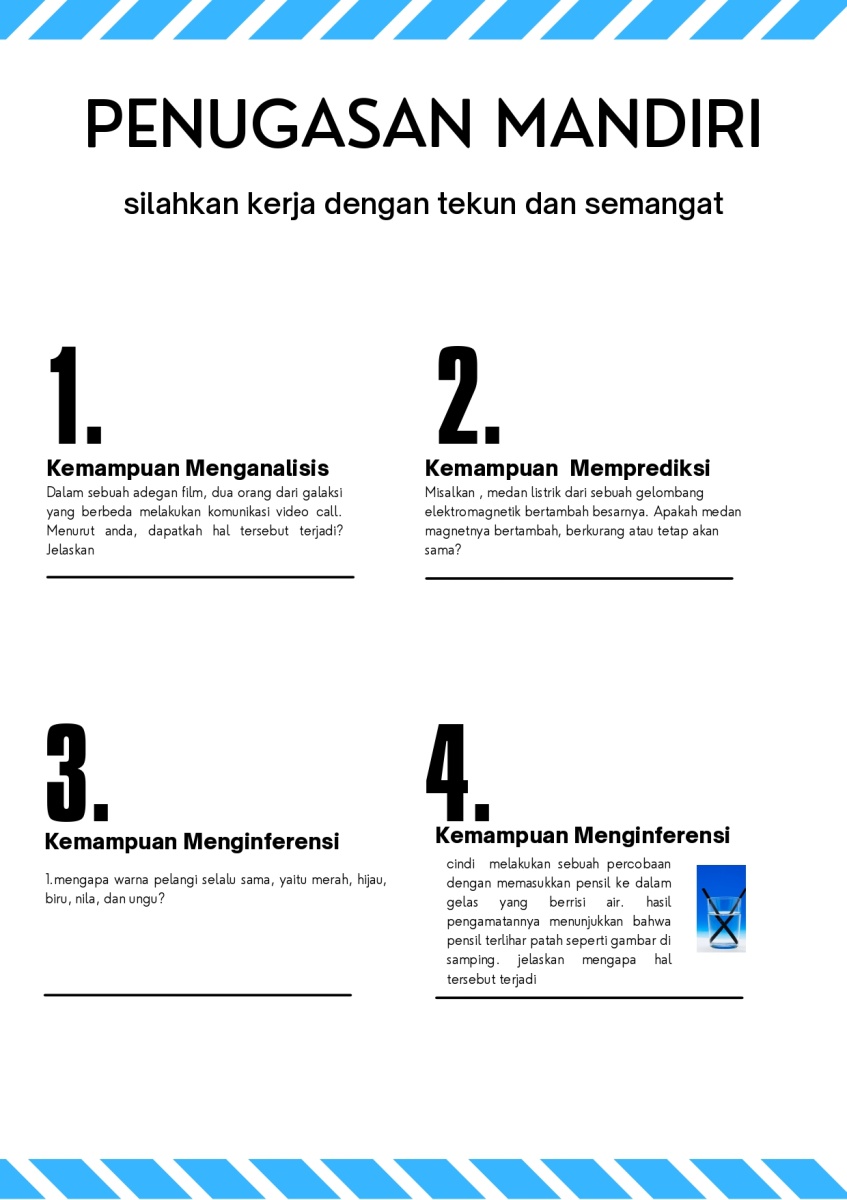 PENUGASAN MANDIRI
silahkan kerja dengan tekun dan semangat
1.
Kemampuan Menganalisis
Dalam sebuah adegan film, dua orang dari galaksi
yang berbeda melakukan komunikasi video call.
Menurut anda, dapatkah hal tersebut terjadi?
Jelaskan
2.
Kemampuan Memprediksi
Misalkan , medan listrik dari sebuah gelombang
elektromagnetik bertambah besarnya. Apakah medan
magnetnya bertambah, berkurang atau tetap akan
sama?
3.
Kemampuan Menginferensi
1.mengapa warna pelangi selalu sama, yaitu merah, hijau,
biru, nila, dan ungu?
4.
Kemampuan Menginferensi
cindi melakukan sebuah percobaan
dengan memasukkan pensil ke dalam
gelas yang berrisi air. hasil
pengamatannya menunjukkan bahwa
pensil terlihar patah seperti gambar di
samping. jelaskan mengapa hal
tersebut terjadi